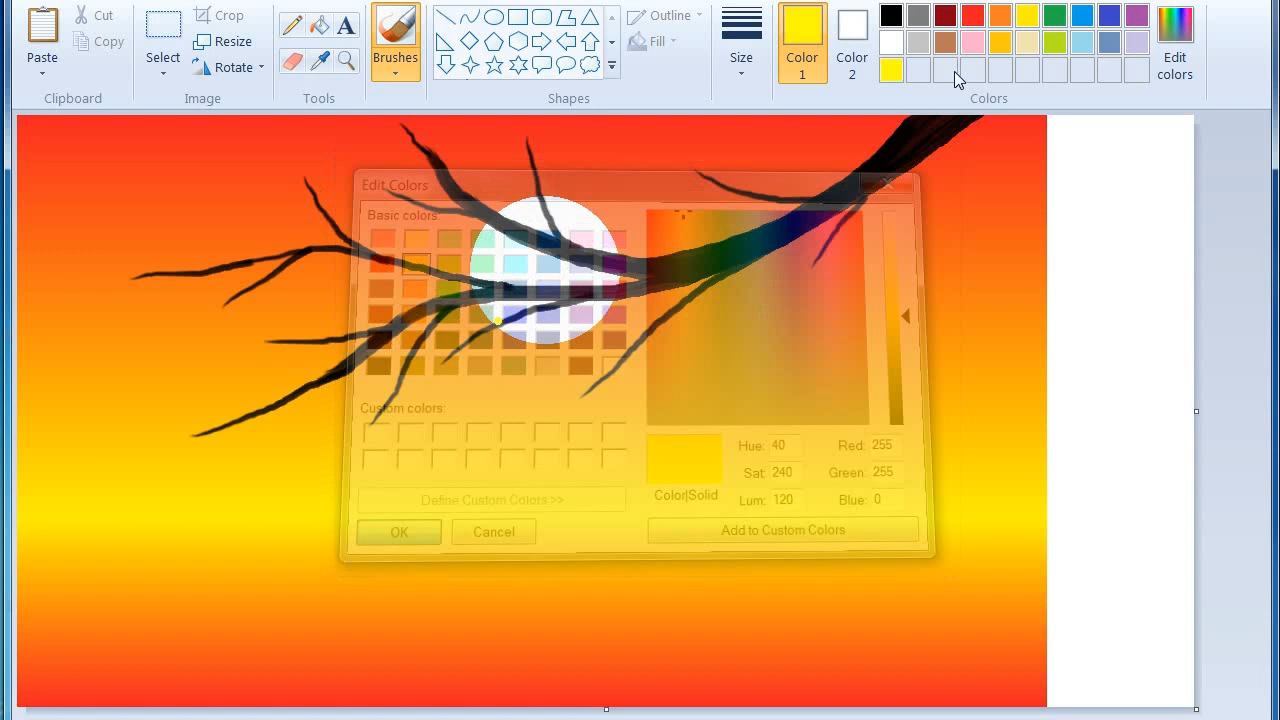 Paste
Cut
Copy
Clipboard
Select
Crop
Resize
Rotate
Image
A
Tools
Brushes
Shapes
Outline
Fill
Size
Color
1
Color
2
Edit
colors
Colors
Edit Colors
Basic colors:
Custom colors:
Define Custom Colors >>
OK
Cancel
Color|Solid
Hue: 40
Sat: 240
Lum: 120
Red: 255
Green: 255
Blue: 0
Add to Custom Colors